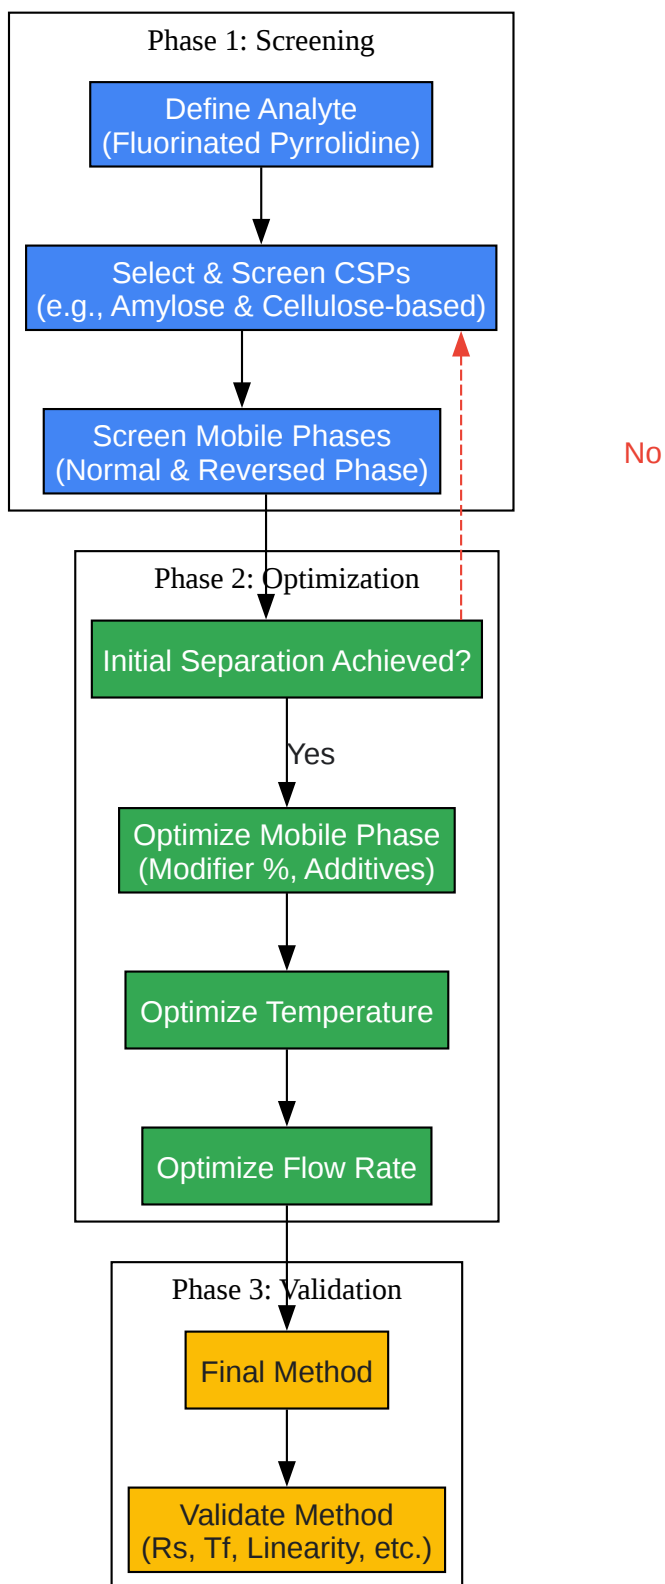 Phase 1: Screening
Define Analyte
(Fluorinated Pyrrolidine)
Select & Screen CSPs
(e.g., Amylose & Cellulose-based)
Screen Mobile Phases
(Normal & Reversed Phase)
No
Phase 2: Optimization
Initial Separation Achieved?
Yes
Optimize Mobile Phase
(Modifier %, Additives)
Optimize Temperature
Optimize Flow Rate
Phase 3: Validation
Final Method
Validate Method
(Rs, Tf, Linearity, etc.)